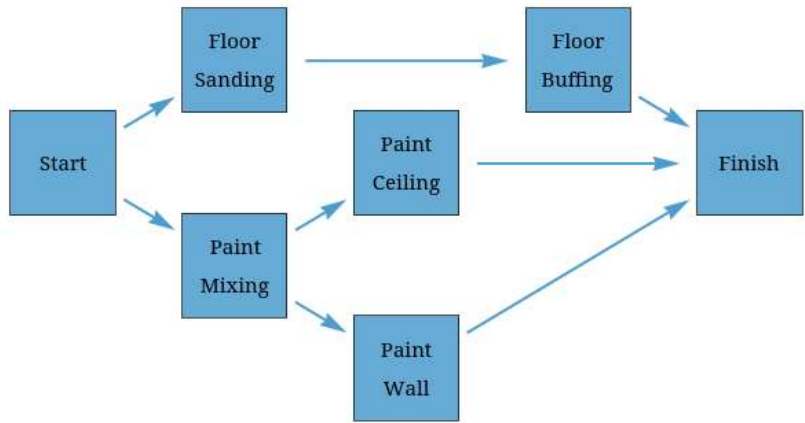 Floor
Sanding
Floor
Buffing
Start
Paint
Ceiling
Finish
Paint
Mixing
Paint
Wall